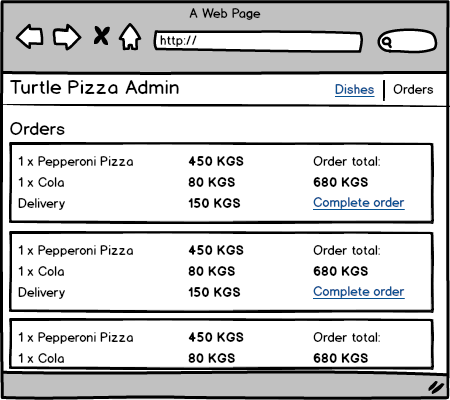 A Web Page
http://
Turtle Pizza Admin Dishes Orders
Orders
1 x Pepperoni Pizza 450 KGS Order total:
1 x Cola 80 KGS 680 KGS
Delivery 150 KGS Complete order
1 x Pepperoni Pizza 450 KGS Order total:
1 x Cola 80 KGS 680 KGS
Delivery 150 KGS Complete order
1 x Pepperoni Pizza 450 KGS Order total:
1 x Cola 80 KGS 680 KGS